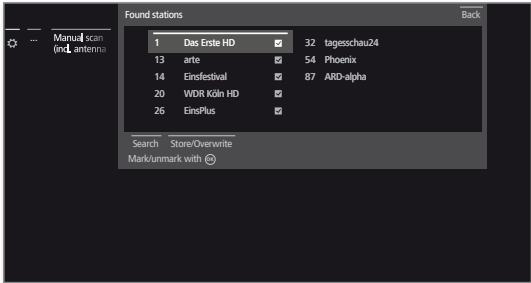 Found stations Back
... Manual scan
(incl. antenna
1 Das Erste HD 32 tagesschau24
13 arte 54 Phoenix
14 Einsfestival 87 ARD-alpha
20 WDR Köln HD
26 EinsPlus
Search Store/Overwrite
Mark/unmark with OK